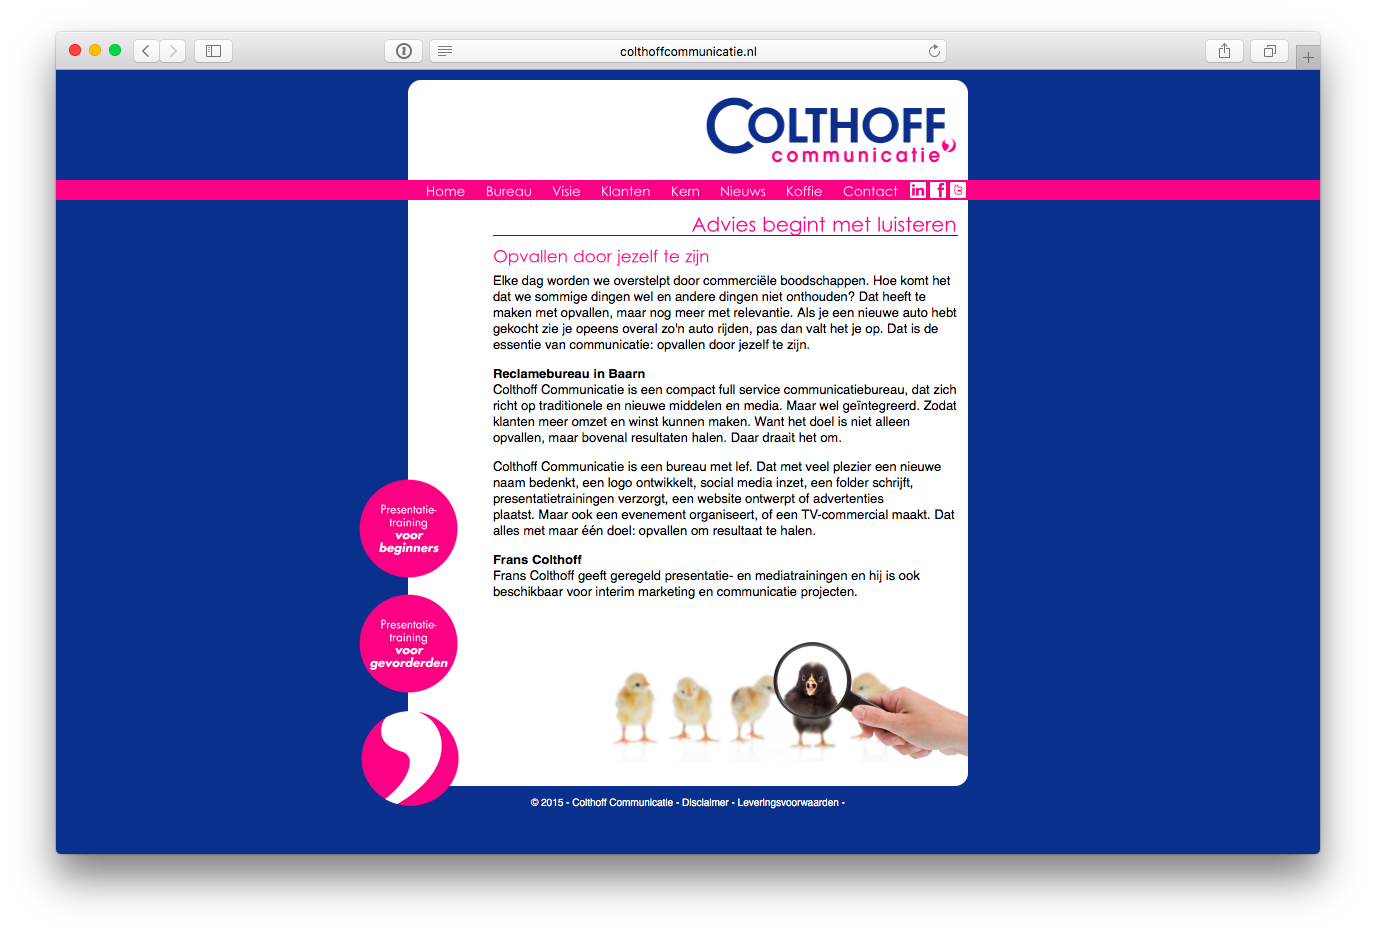 colthoffcommunicatie.nl
COLTHOFF
communicatie
Home Bureau Visie Klanten Kern Nieuws Koffie Contact in f t
Advies begint met luisteren
Opvallen door jezelf te zijn
Elke dag worden we overstelpt door commerciële boodschappen. Hoe komt het
dat we sommige dingen wel en andere dingen niet onthouden? Dat heeft te
maken met opvallen, maar nog meer met relevantie. Als je een nieuwe auto hebt
gekocht zie je opeens overal zo'n auto rijden, pas dan valt het je op. Dat is de
essentie van communicatie: opvallen door jezelf te zijn.
Reclamebureau in Baarn
Colthoff Communicatie is een compact full service communicatiebureau, dat zich
richt op traditionele en nieuwe middelen en media. Maar wel geïntegreerd. Zodat
klanten meer omzet en winst kunnen maken. Want het doel is niet alleen
opvallen, maar bovenal resultaten halen. Daar draait het om.
Colthoff Communicatie is een bureau met lef. Dat met veel plezier een nieuwe
naam bedenkt, een logo ontwikkelt, social media inzet, een folder schrijft,
presentatietrainingen verzorgt, een website ontwerpt of advertenties
plaatst. Maar ook een evenement organiseert, of een TV-commercial maakt. Dat
alles met maar één doel: opvallen om resultaat te halen.
Frans Colthoff
Frans Colthoff geeft geregeld presentatie- en mediatrainingen en hij is ook
beschikbaar voor interim marketing en communicatie projecten.
Presentatie-
training
voor
beginners
Presentatie-
training
voor
gevorderden
© 2015 - Colthoff Communicatie - Disclaimer - Leveringsvoorwaarden -